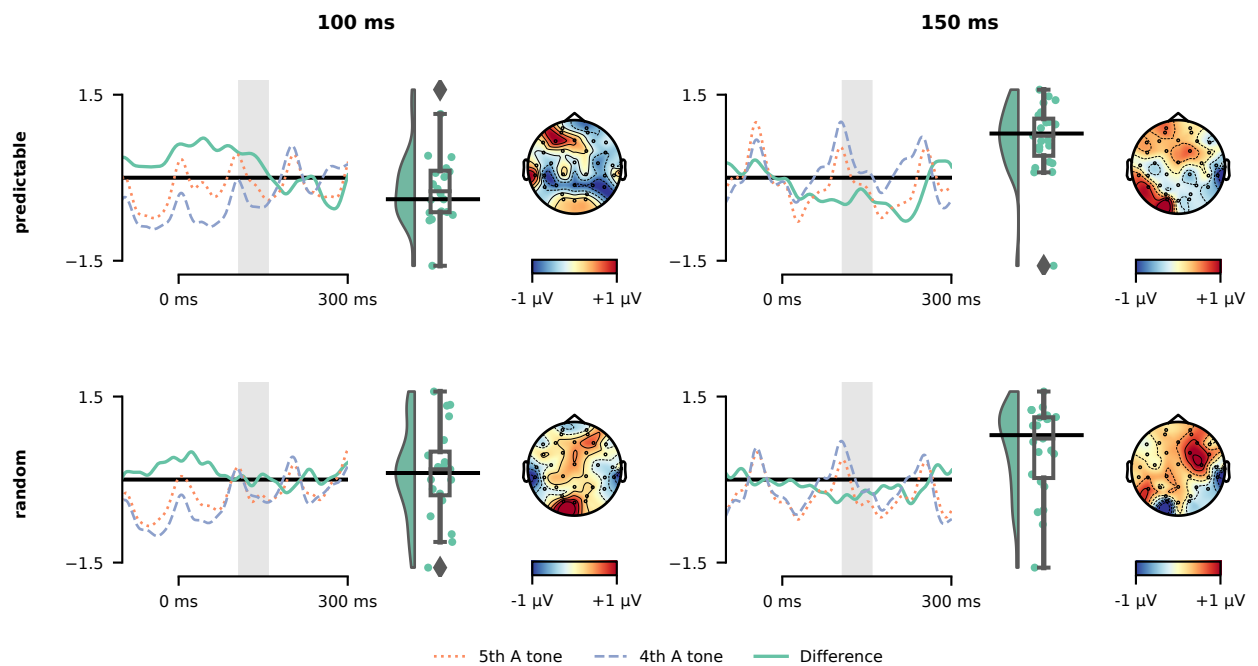 100 ms
150 ms
predictable
1.5
−1.5
0 ms
300 ms
-1 µV
+1 µV
1.5
−1.5
0 ms
300 ms
-1 µV
+1 µV
random
1.5
−1.5
0 ms
300 ms
-1 µV
+1 µV
1.5
−1.5
0 ms
300 ms
-1 µV
+1 µV
5th A tone
4th A tone
Difference